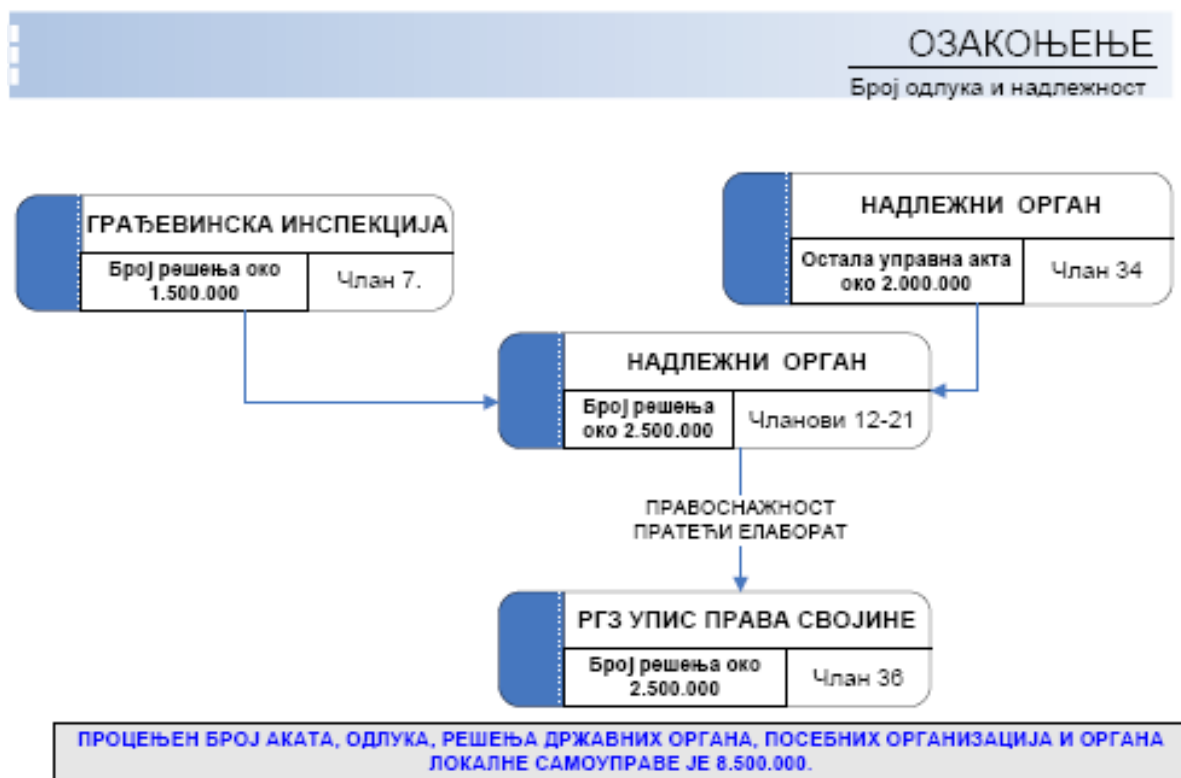 ОЗАКОЊЕЊЕ
Број одлука и надлежност
ГРАЂЕВИНСКА ИНСПЕКЦИЈА
Број решења око
1.500.000
Члан 7.
НАДЛЕЖНИ ОРГАН
Остала управна акта
око 2.000.000
Члан 34
НАДЛЕЖНИ ОРГАН
Број решења
око 2.500.000
Чланови 12-21
ПРАВОСНАЖНОСТ
ПРАТЕЋИ ЕЛАБОРАТ
РГЗ УПИС ПРАВА СВОЈИНЕ
Број решења око
2.500.000
Члан 36
ПРОЦЕЊЕН БРОЈ АКАТА, ОДЛУКА, РЕШЕЊА ДРЖАВНИХ ОРГАНА, ПОСЕБНИХ ОРГАНИЗАЦИЈА И ОРГАНА
ЛОКАЛНЕ САМОУПРАВЕ ЈЕ 8.500.000.